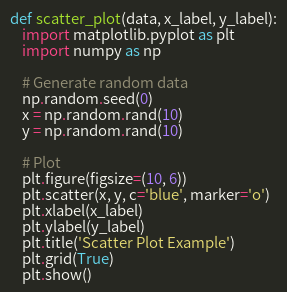 def scatter_plot(data, x_label, y_label):
    import matplotlib.pyplot as plt
    import numpy as np

    # Generate random data
    np.random.seed(0)
    x = np.random.rand(10)
    y = np.random.rand(10)

    # Plot
    plt.figure(figsize=(10, 6))
    plt.scatter(x, y, c='blue', marker='o')
    plt.xlabel(x_label)
    plt.ylabel(y_label)
    plt.title('Scatter Plot Example')
    plt.grid(True)
    plt.show()